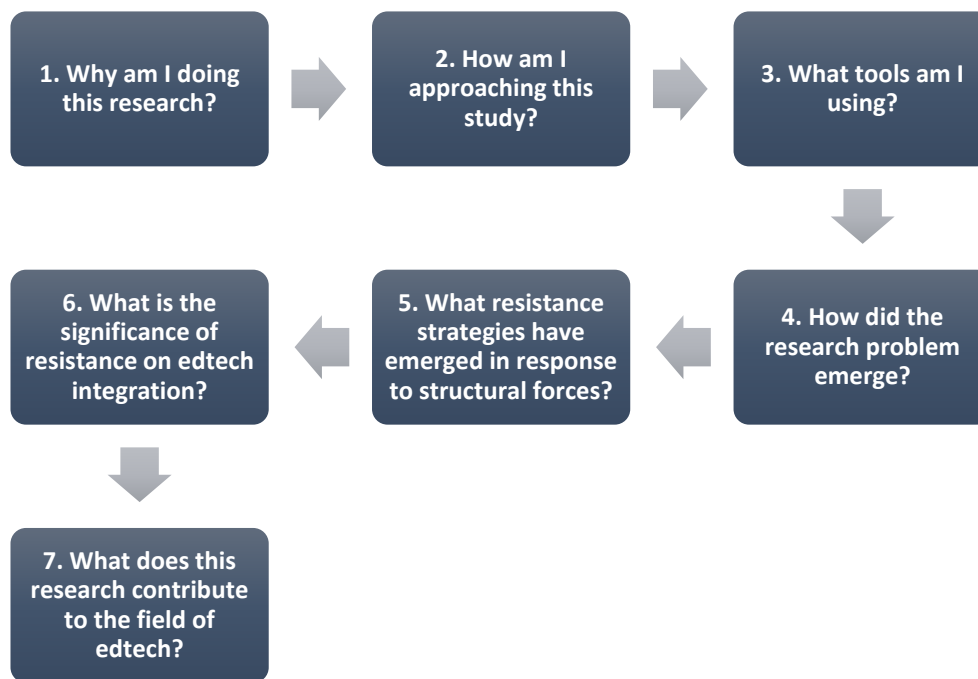 1. Why am I doing
this research?
2. How am I
approaching this
study?
3. What tools am I
using?
4. How did the
research problem
emerge?
5. What resistance
strategies have
emerged in response
to structural forces?
6. What is the
significance of
resistance on edtech
integration?
7. What does this
research contribute
to the field of
edtech?